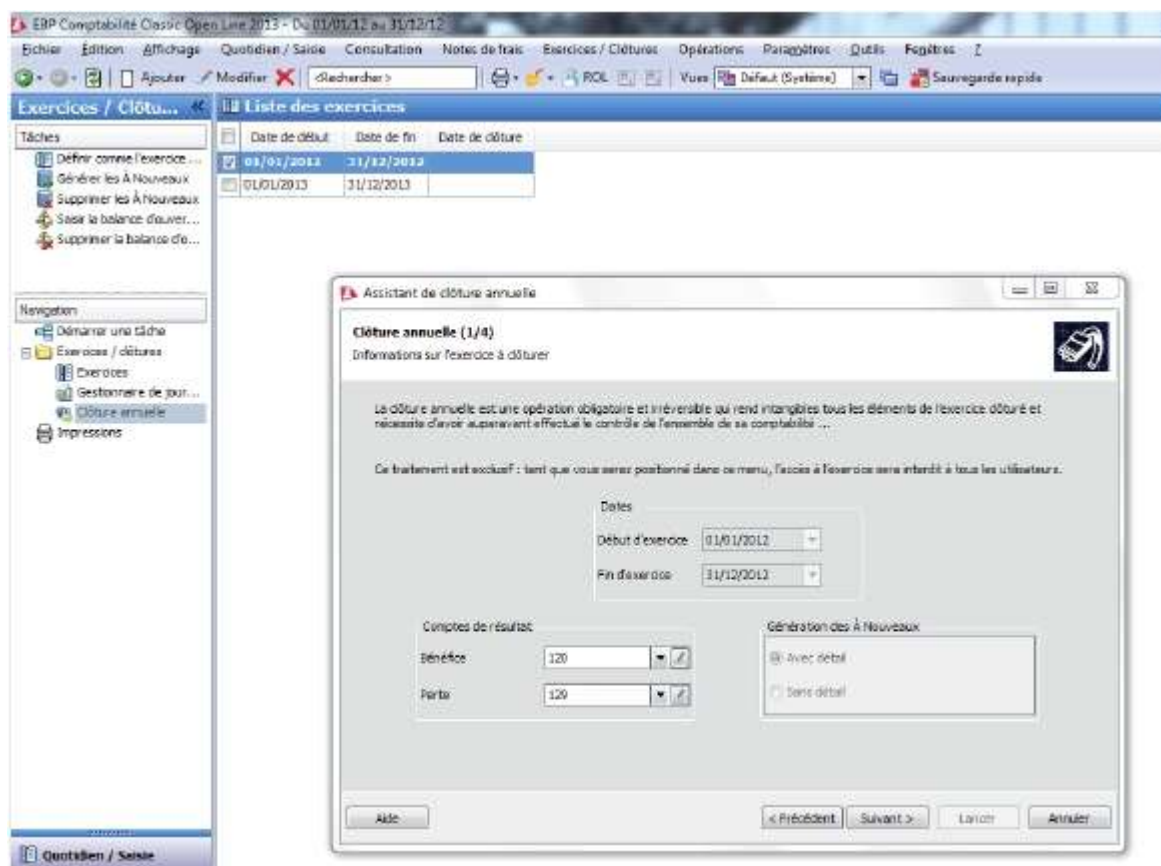 EBP Comptabilité Classic Open Line 2013 - Du 01/01/12 au 31/12/12
Fichier Édition Affichage Quotidien / Saisie Consultation Notes de frais Exercices / Clôtures Opérations Paramètres Outils Fenêtres ?
Ajouter Modifier <Rechercher> ROL Vues Défaut (Système) Sauvegarde rapide
Exercices / Clôtu... «
Liste des exercices
Tâches
Définir comme l'exercice ...
Générer les À Nouveaux
Supprimer les À Nouveaux
Saisir la balance d'ouver...
Supprimer la balance d'o...
Date de début Date de fin Date de clôture
01/01/2012 31/12/2012
01/01/2013 31/12/2013
Navigation
Démarrer une tâche
Exercices / clôtures
Exercices
Gestionnaire de jour...
Clôture annuelle
Impressions
Quotidien / Saisie
Assistant de clôture annuelle
Clôture annuelle (1/4)
Informations sur l'exercice à clôturer
La clôture annuelle est une opération obligatoire et irréversible qui rend intangibles tous les éléments de l'exercice clôturé et
nécessite d'avoir auparavant effectué le contrôle de l'ensemble de sa comptabilité ...
Ce traitement est exclusif : tant que vous serez positionné dans ce menu, l'accès à l'exercice sera interdit à tous les utilisateurs.
Dates
Début d'exercice 01/01/2012
Fin d'exercice 31/12/2012
Comptes de résultat
Bénéfice 120
Perte 129
Génération des À Nouveaux
Avec détail
Sans détail
Aide < Précédent Suivant > Lancer Annuler